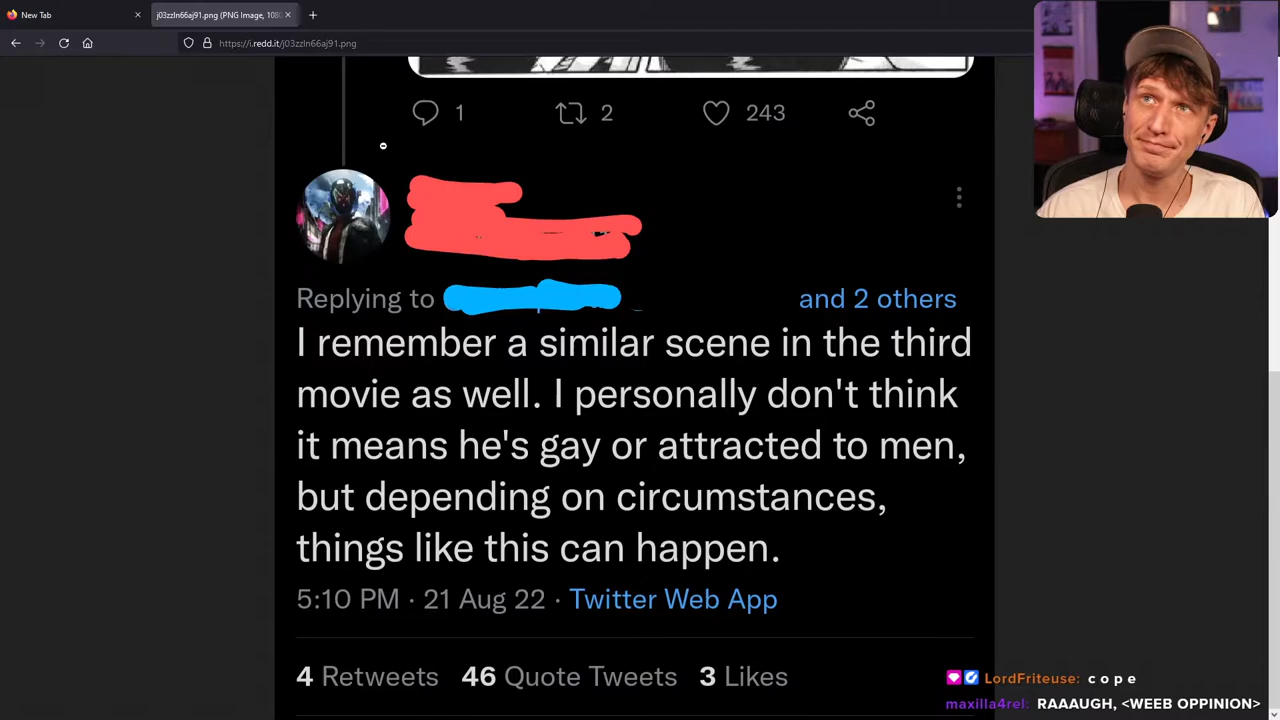 New Tab
j03zzln66aj91.png (PNG Image, 108
https://i.redd.it/j03zzln66aj91.png
1
2
243
Replying to
and 2 others
I remember a similar scene in the third
movie as well. I personally don't think
it means he's gay or attracted to men,
but depending on circumstances,
things like this can happen.
5:10 PM · 21 Aug 22 · Twitter Web App
4 Retweets 46 Quote Tweets 3 Likes
LordFriteuse: c o p e
maxilla4rel: RAAAUGH, <WEEB OPPINION>